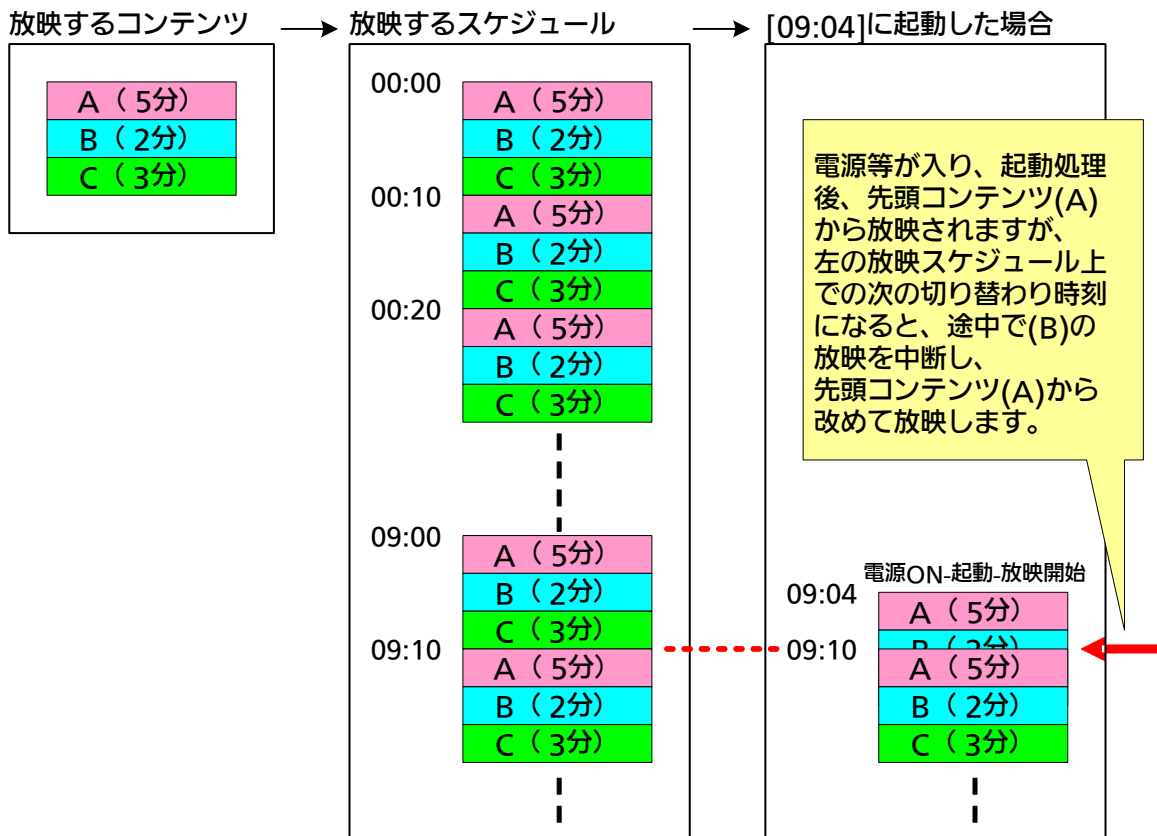 放映するコンテンツ
A（5分）
B（2分）
C（3分）
放映するスケジュール
00:00
A（5分）
B（2分）
C（3分）
00:10
A（5分）
B（2分）
C（3分）
00:20
A（5分）
B（2分）
C（3分）
09:00
A（5分）
B（2分）
C（3分）
09:10
A（5分）
B（2分）
C（3分）
[09:04]に起動した場合
電源等が入り、起動処理
後、先頭コンテンツ(A)
から放映されますが、
左の放映スケジュール上
での次の切り替わり時刻
になると、途中で(B)の
放映を中断し、
先頭コンテンツ(A)から
改めて放映します。
電源ON-起動-放映開始
09:04
A（5分）
B（2分）
09:10
A（5分）
B（2分）
C（3分）